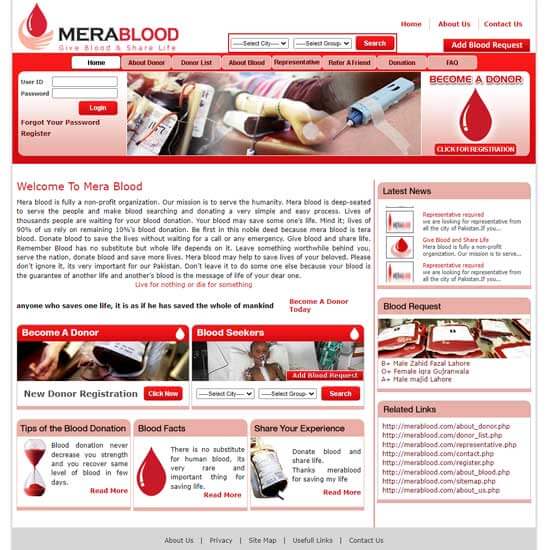 MERABLOOD
Give Blood & Share Life
Home | About Us | Contact Us
----Select City---- ----Select Group- Search
Add Blood Request
Home About Donor Donor List About Blood Representative Refer A Friend Donation FAQ
User ID
Password
Login
Forgot Your Password
Register
BECOME A DONOR
CLICK FOR REGISTRATION
Welcome To Mera Blood
Mera blood is fully a non-profit organization. Our mission is to serve the humanity. Mera blood is deep-seated
to serve the people and make blood searching and donating a very simple and easy process. Lives of
thousands people are waiting for your blood donation. Your blood may save some one's life. Mind it; lives of
90% of us rely on remaining 10%'s blood donation. Be first in this noble deed because mera blood is tera
blood. Donate blood to save the lives without waiting for a call or any emergency. Give blood and share life.
Remember Blood has no substitute but whole life depends on it. Leave something worthwhile behind you,
serve the nation, donate blood and save more lives. Mera blood may help to save lives of your beloved. Please
don't ignore it, its very important for our Pakistan. Don't leave it to do some one else because your blood is
the guarantee of another life and another's blood is the message of life of your dear one.
Live for nothing or die for something
anyone who saves one life, it is as if he has saved the whole of mankind
Become A Donor
Today
Become A Donor
New Donor Registration Click Now
Blood Seekers
Add Blood Request
----Select City---- ----Select Group- Search
Tips of the Blood Donation
Blood donation never
decrease you strength
and you recover same
level of blood in few
days.
Read More
Blood Facts
There is no substitute
for human blood, its
very rare and
important thing for
saving life.
Read More
Share Your Experience
Donate blood and
share life.
Thanks merablood
for saving my life
Read More
Latest News
Representative required
we are looking for representative from
all the city of Pakistan.If you...
Give Blood and Share Life
Mera blood is fully a non-profit
organization. Our mission is to serve...
Representative required
we are looking for representative from
all the city of Pakistan.If you...
Blood Request
B+ Male Zahid Fazal Lahore
O+ Female Iqra Gujranwala
A+ Male majid Lahore
Related Links
http://merablood.com/about_donor.php
http://merablood.com/donor_list.php
http://merablood.com/representative.php
http://merablood.com/contact.php
http://merablood.com/register.php
http://merablood.com/about_blood.php
http://merablood.com/sitemap.php
http://merablood.com/about_us.php
About Us | Privacy | Site Map | Usefull Links | Contact Us